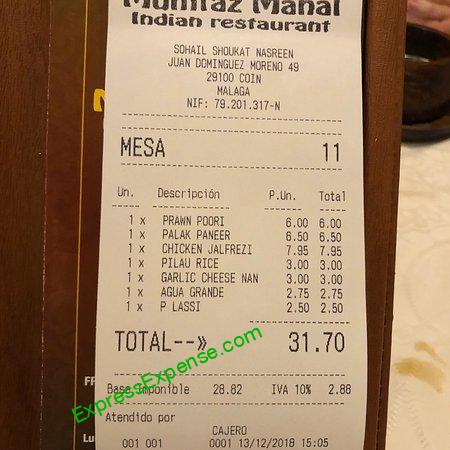 Mumtaz Mahal
Indian restaurant
SOHAIL SHOUKAT NASREEN
JUAN DOMINGUEZ MORENO 49
29100 COIN
MALAGA
NIF: 79.201.317-N
MESA 11
Un. Descripción P.Un. Total
1 x PRAWN POORI 6.00 6.00
1 x PALAK PANEER 6.50 6.50
1 x CHICKEN JALFREZI 7.95 7.95
1 x PILAU RICE 3.00 3.00
1 x GARLIC CHEESE NAN 3.00 3.00
1 x AGUA GRANDE 2.75 2.75
1 x P LASSI 2.50 2.50
TOTAL--» 31.70
Base Imponible 28.82 IVA 10% 2.88
ExpressExpense.com
Atendido por
CAJERO
001 001 0001 13/12/2018 15:05